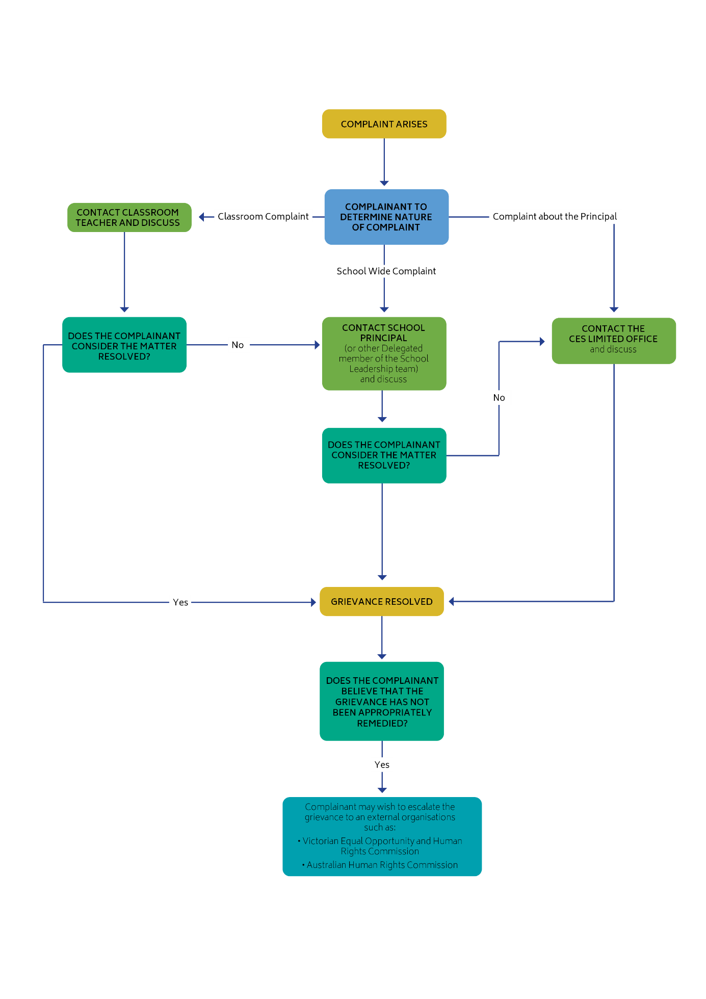 COMPLAINT ARISES
COMPLAINANT TO
DETERMINE NATURE
OF COMPLAINT
Classroom Complaint
CONTACT CLASSROOM
TEACHER AND DISCUSS
Complaint about the Principal
School Wide Complaint
DOES THE COMPLAINANT
CONSIDER THE MATTER
RESOLVED?
No
CONTACT SCHOOL
PRINCIPAL
(or other Delegated
member of the School
Leadership team)
and discuss
CONTACT THE
CES LIMITED OFFICE
and discuss
No
DOES THE COMPLAINANT
CONSIDER THE MATTER
RESOLVED?
Yes
GRIEVANCE RESOLVED
DOES THE COMPLAINANT
BELIEVE THAT THE
GRIEVANCE HAS NOT
BEEN APPROPRIATELY
REMEDIED?
Yes
Complainant may wish to escalate the
grievance to an external organisations
such as:
• Victorian Equal Opportunity and Human
Rights Commission
• Australian Human Rights Commission